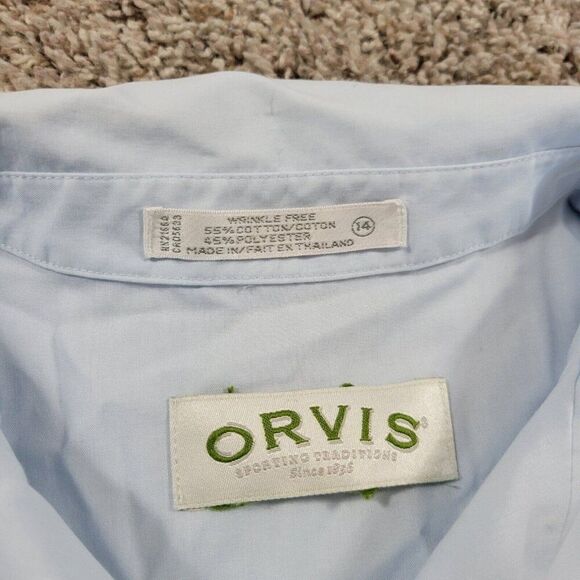 WRINKLE FREE
55% COTTON/COTON
45% POLYESTER
MADE IN/FAIT EN THAILAND
14
ORVIS
SPORTING TRADITIONS
Since 1856